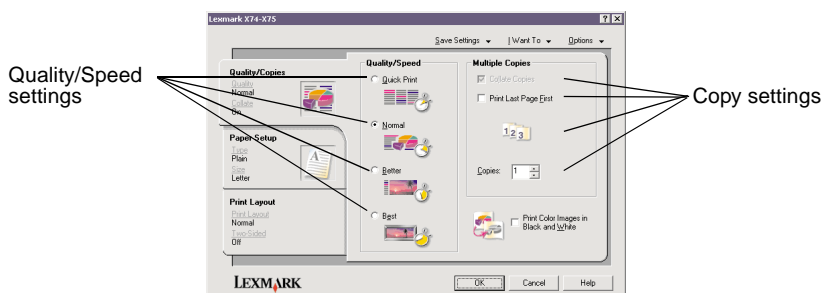 Lexmark X74-X75
Save Settings
I Want To
Options
Quality/Speed
settings
Quality/Copies
Quality
Normal
Collate
On
Paper Setup
Type
Plain
Size
Letter
Print Layout
Print Layout
Normal
Two-Sided
Off
Quality/Speed
Quick Print
Normal
Better
Best
Multiple Copies
Collate Copies
Print Last Page First
1 2 3
Copies: 1
Print Color Images in
Black and White
Copy settings
LEXMARK
OK Cancel Help